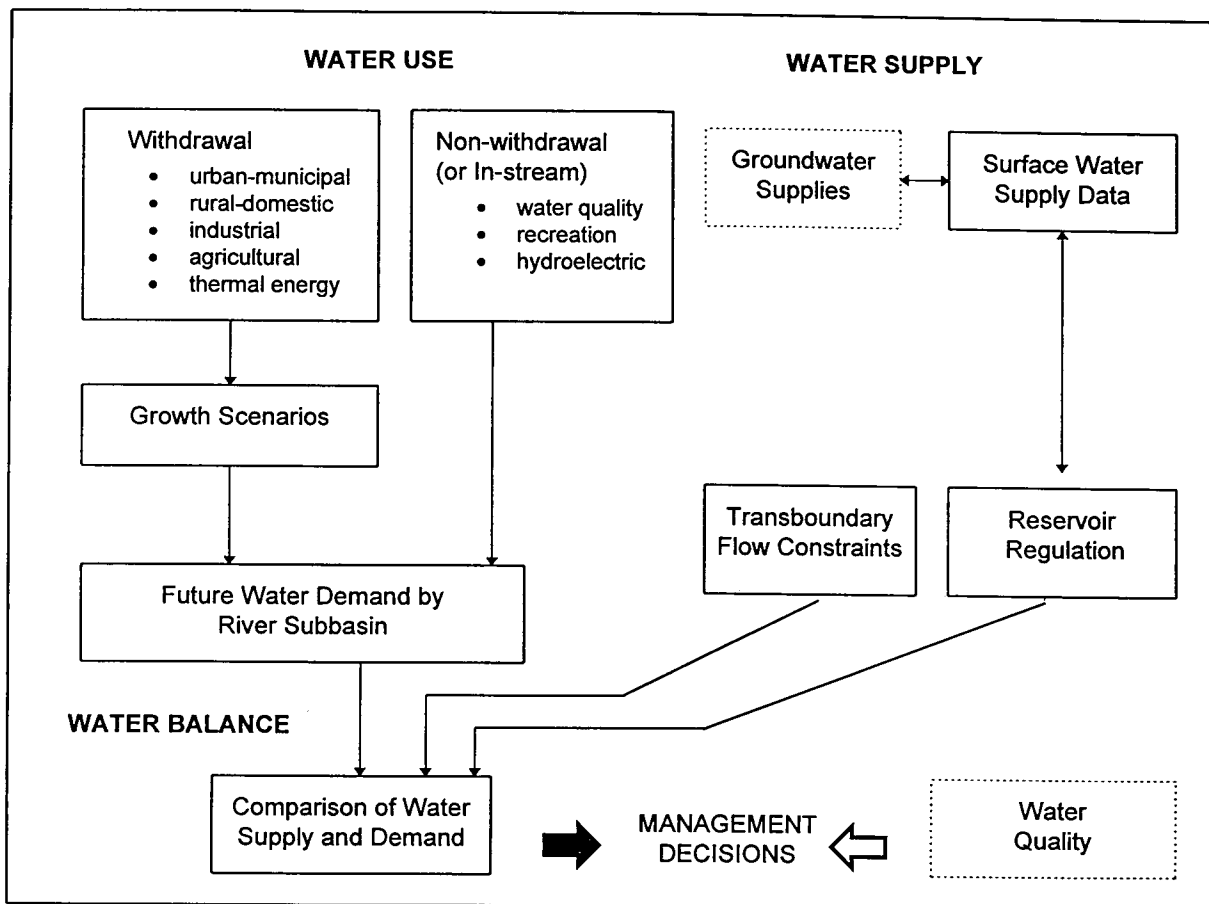 WATER USE
WATER SUPPLY
Withdrawal
• urban-municipal
• rural-domestic
• industrial
• agricultural
• thermal energy
Non-withdrawal
(or In-stream)
• water quality
• recreation
• hydroelectric
Groundwater
Supplies
Surface Water
Supply Data
Growth Scenarios
Transboundary
Flow Constraints
Reservoir
Regulation
Future Water Demand by
River Subbasin
WATER BALANCE
Comparison of Water
Supply and Demand
MANAGEMENT
DECISIONS
Water
Quality